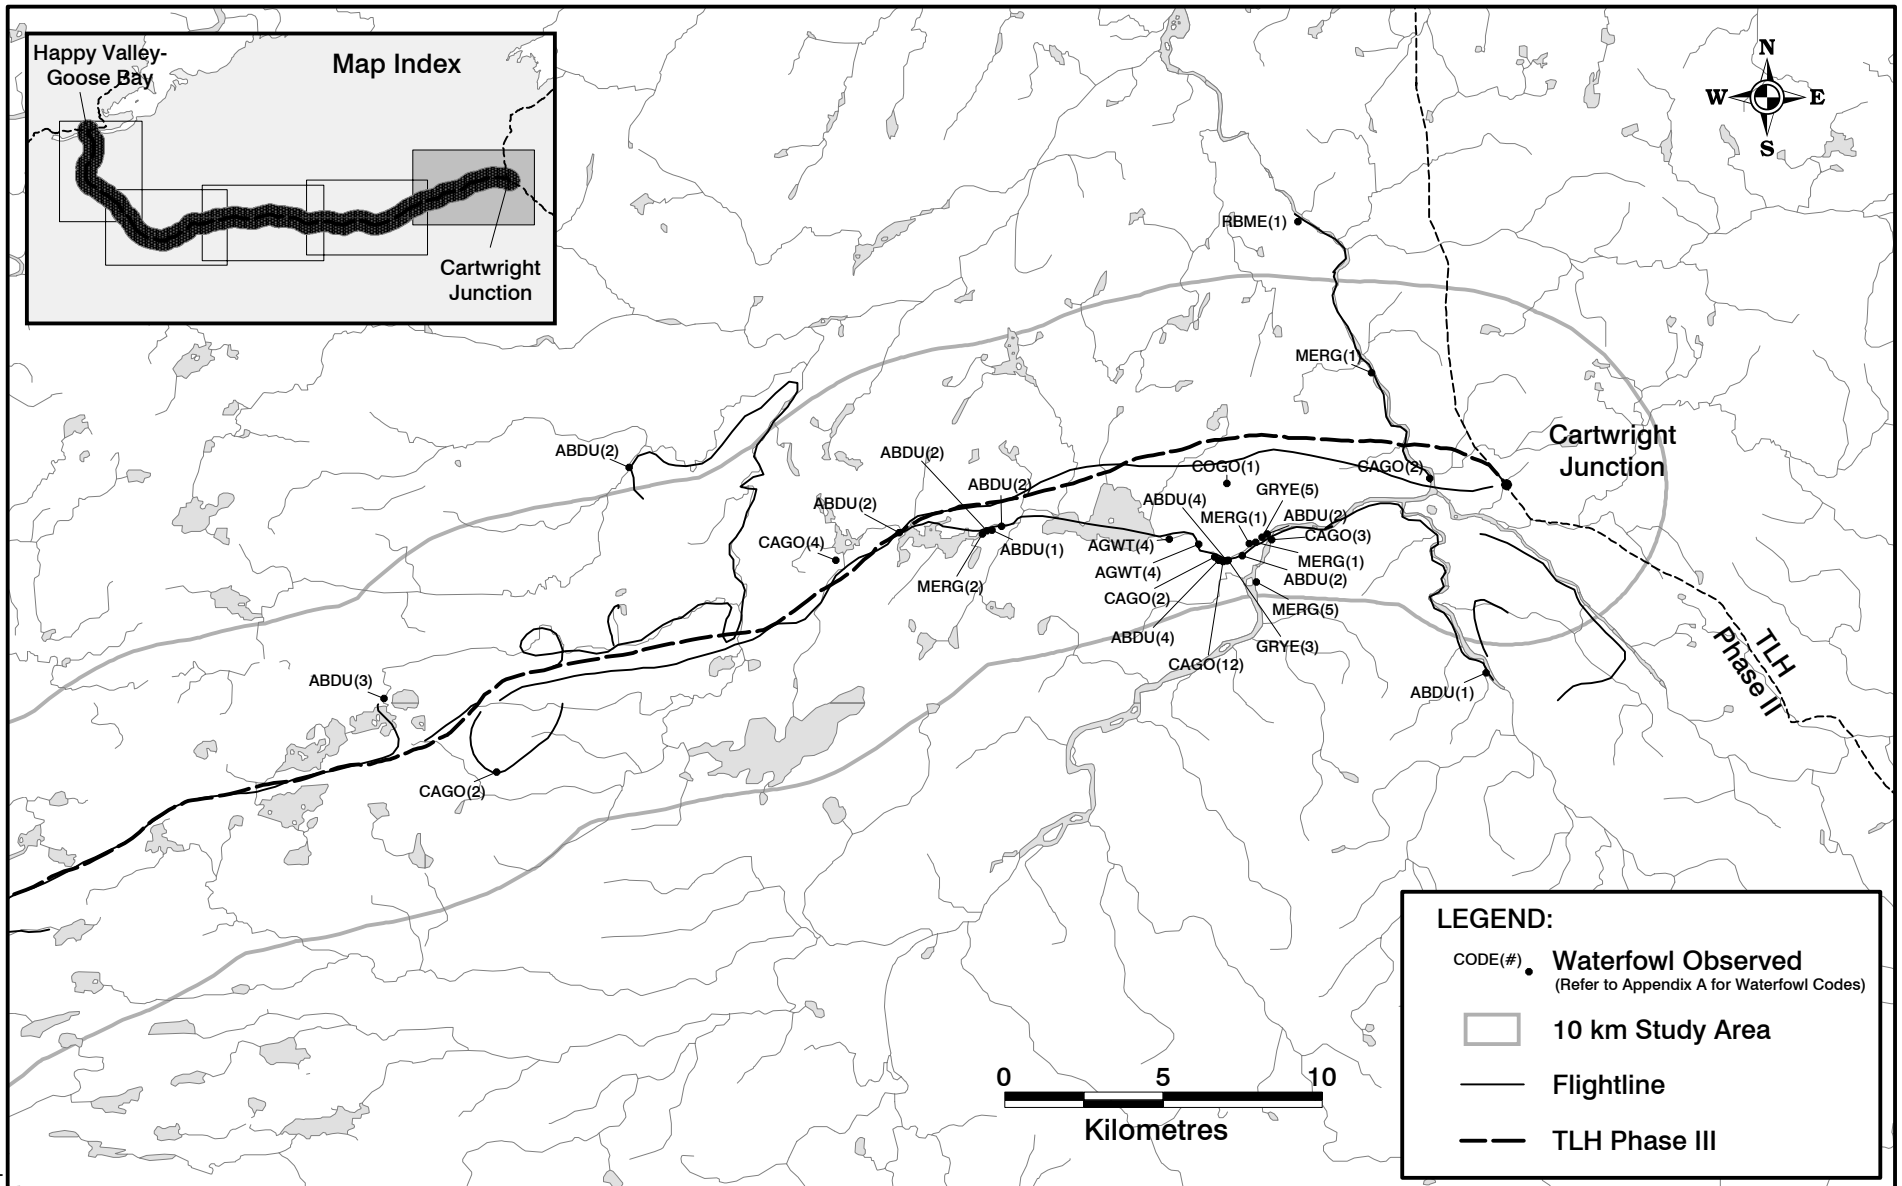 Happy Valley-
Goose Bay
Map Index
Cartwright
Junction
N
W E
S
RBME(1)
MERG(1)
Cartwright
Junction
ABDU(2)
ABDU(2)
ABDU(2)
ABDU(2)
CAGO(4)
ABDU(1)
MERG(2)
COGO(1)
CAGO(2)
GRYE(5)
ABDU(4)
MERG(1)
ABDU(2)
CAGO(3)
AGWT(4)
MERG(1)
AGWT(4)
ABDU(2)
CAGO(2)
MERG(5)
ABDU(4)
GRYE(3)
CAGO(12)
ABDU(1)
ABDU(3)
CAGO(2)
TLH
Phase II
LEGEND:
CODE(#)
Waterfowl Observed
(Refer to Appendix A for Waterfowl Codes)
10 km Study Area
Flightline
TLH Phase III
0 5 10
Kilometres